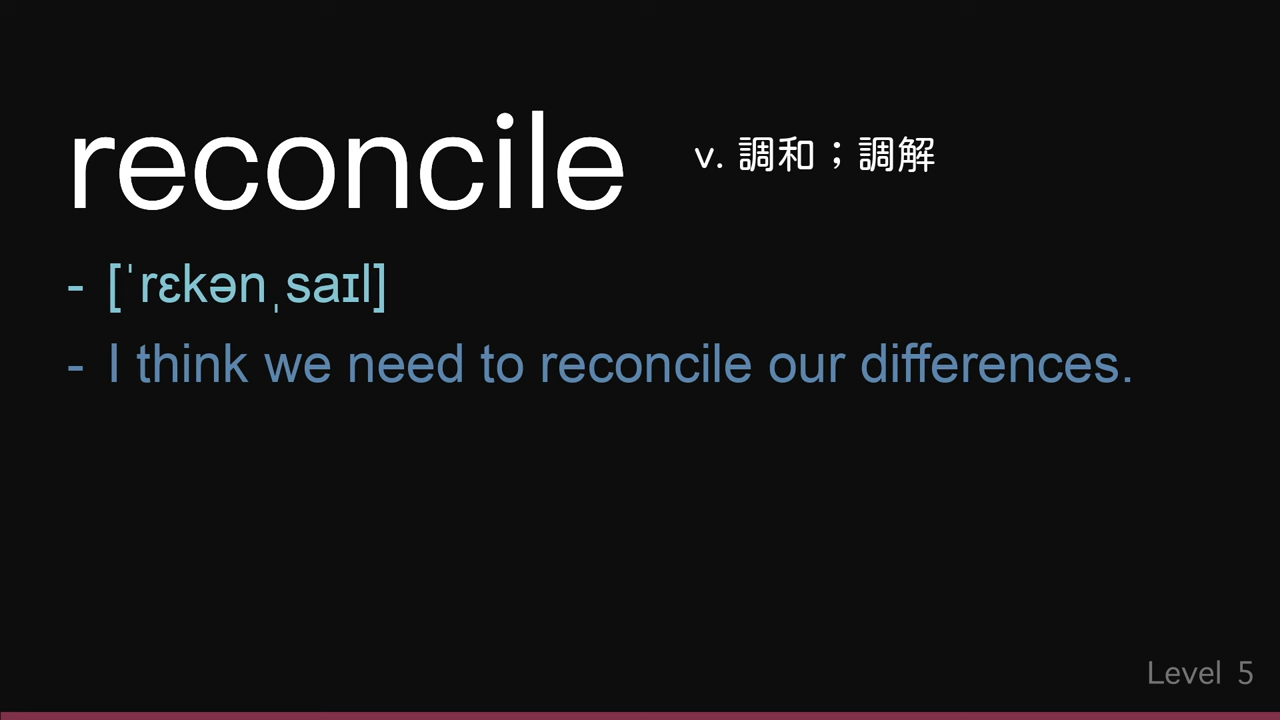 reconcile v. 調和；調解
- [ˈrɛkənˌsaɪl]
- I think we need to reconcile our differences.
Level 5